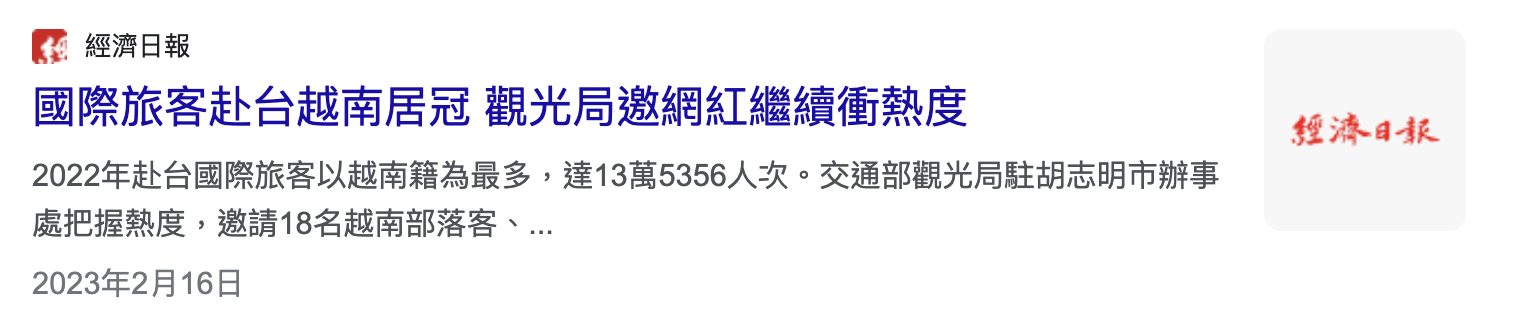 經濟日報
國際旅客赴台越南居冠 觀光局邀網紅繼續衝熱度
2022年赴台國際旅客以越南籍為最多，達13萬5356人次。交通部觀光局駐胡志明市辦事
處把握熱度，邀請18名越南部落客、...
2023年2月16日
經濟日報